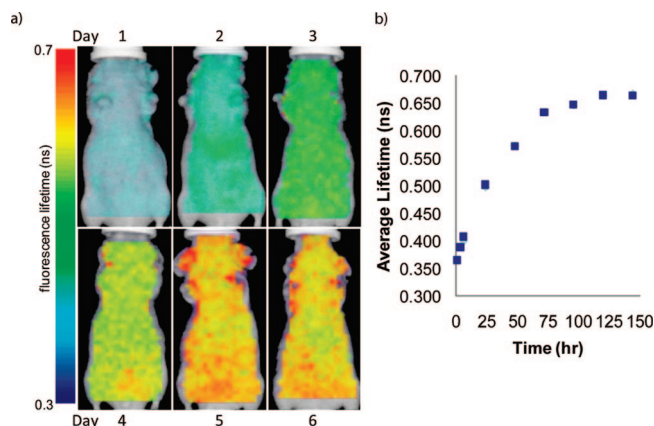 a)
Day 1 2 3
0.7
fluorescence lifetime (ns)
0.3
Day 4 5 6
b)
Average Lifetime (ns)
0.700
0.650
0.600
0.550
0.500
0.450
0.400
0.350
0.300
0 25 50 75 100 125 150
Time (hr)